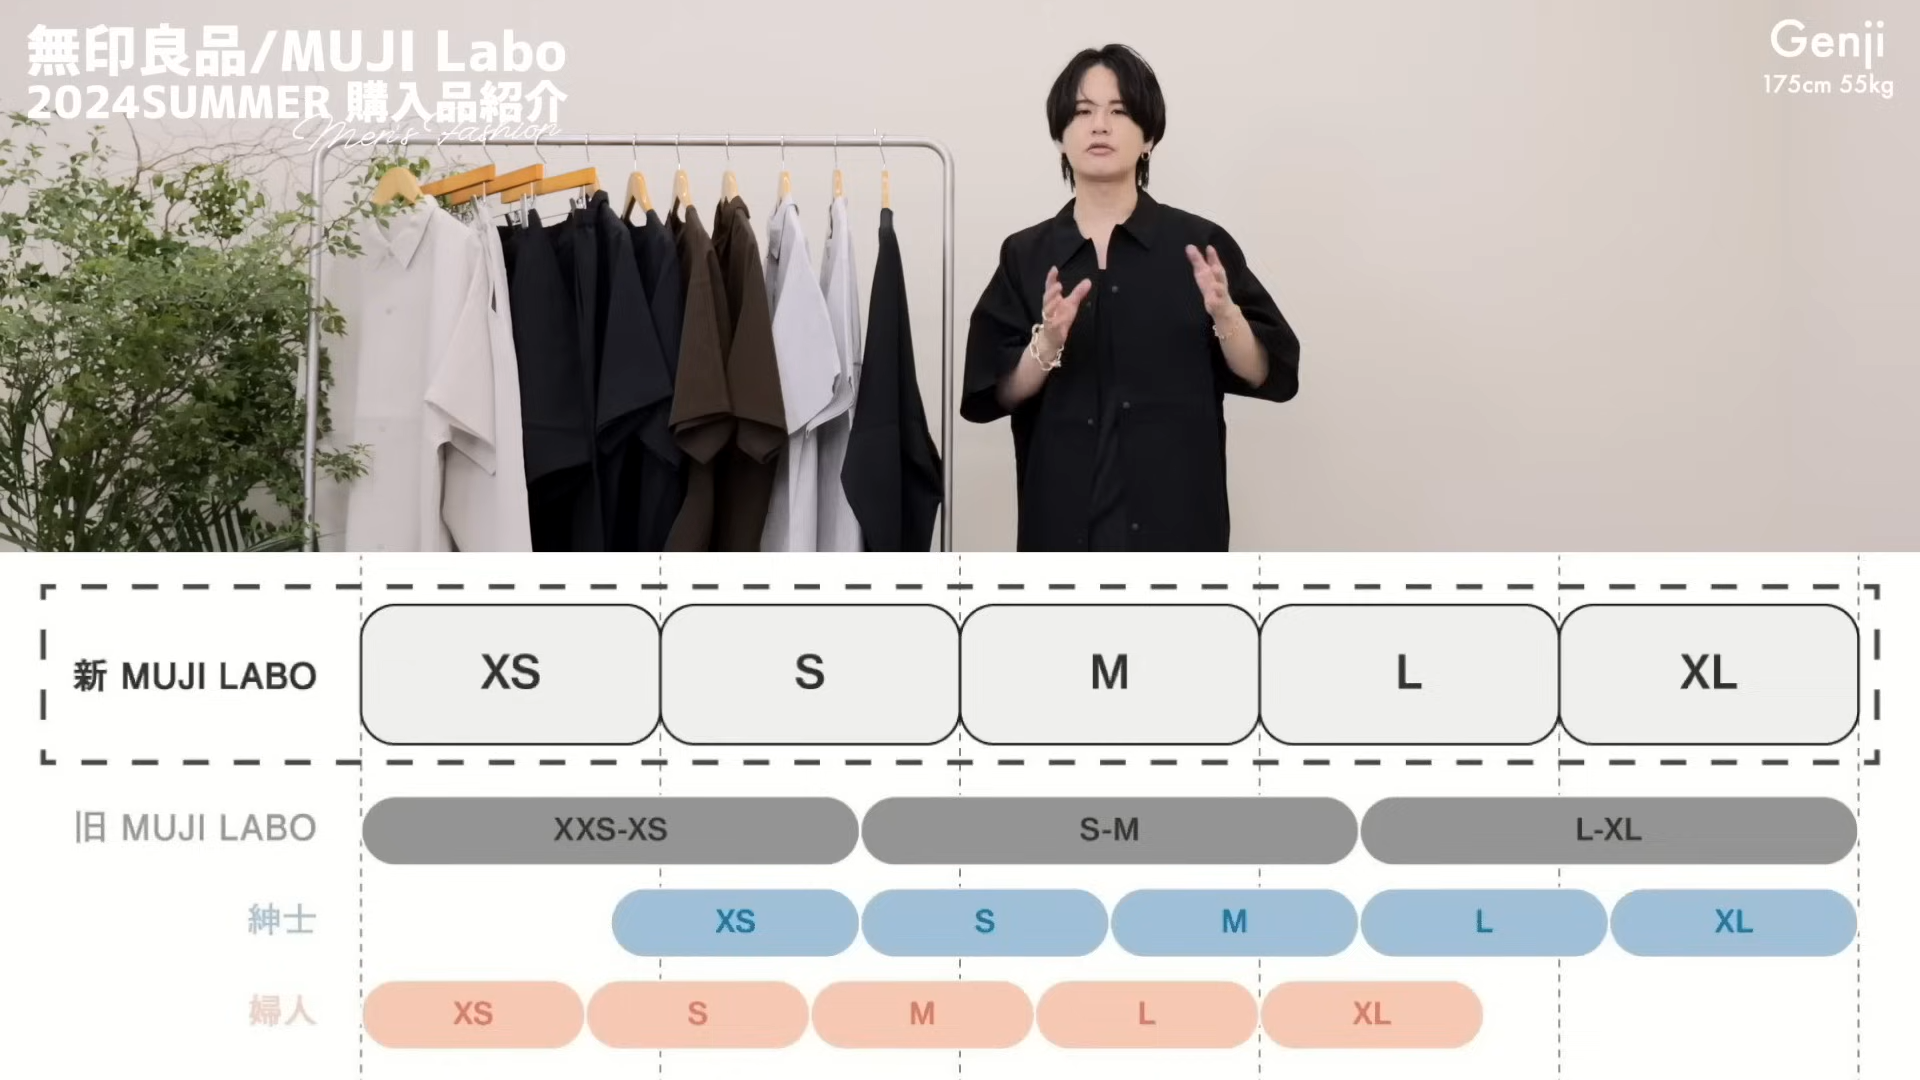 無印良品/MUJI Labo
2024SUMMER 購入品紹介
Men's Fashion
Genji
175cm 55kg
新 MUJI LABO XS S M L XL
旧 MUJI LABO XXS-XS S-M L-XL
紳士 XS S M L XL
婦人 XS S M L XL